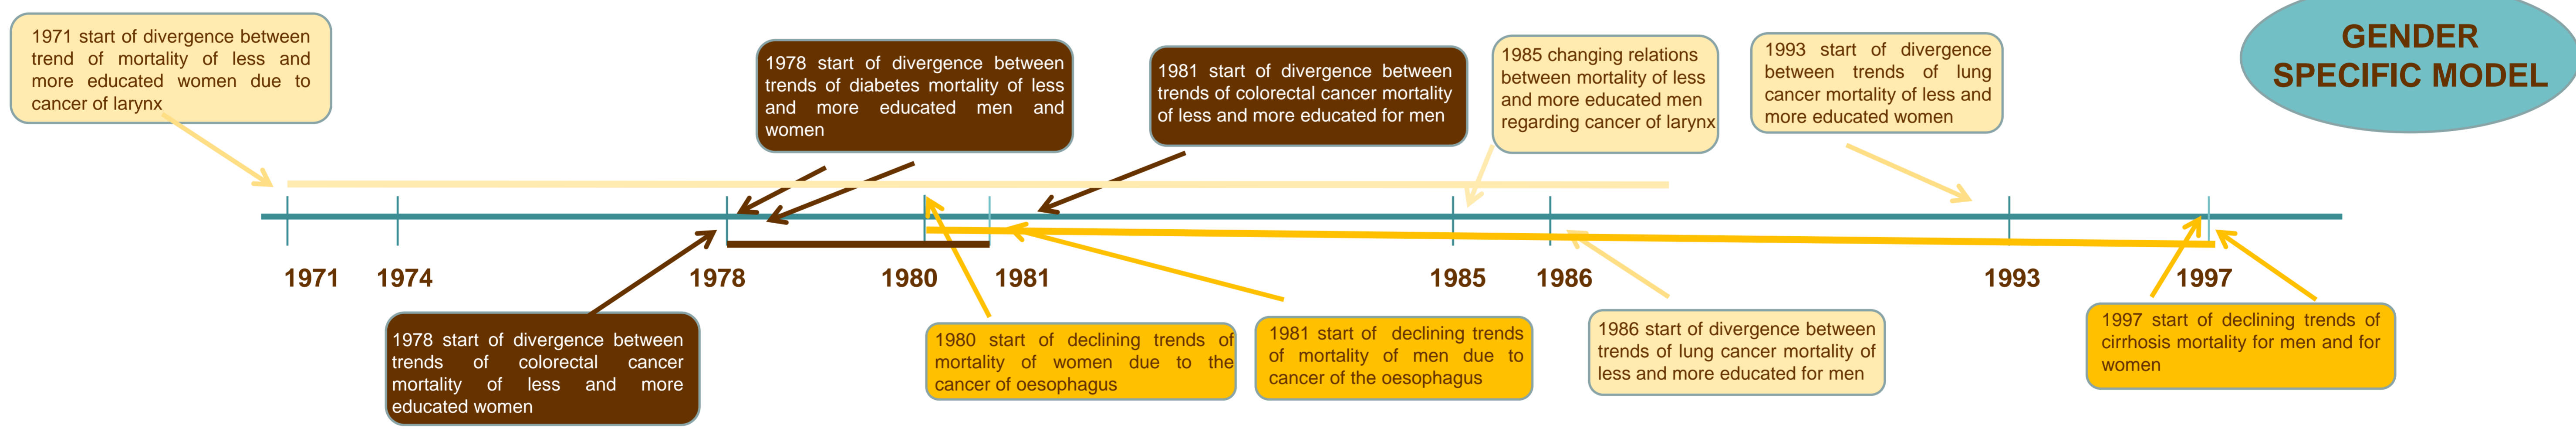 1971 start of divergence between
trend of mortality of less and
more educated women due to
cancer of larynx
1978 start of divergence between
trends of diabetes mortality of less
and more educated men and
women
1981 start of divergence between
trends of colorectal cancer mortality
of less and more educated for men
1985 changing relations
between mortality of less
and more educated men
regarding cancer of larynx
1993 start of divergence
between trends of lung
cancer mortality of less and
more educated women
GENDER
SPECIFIC MODEL
1971
1974
1978
1980
1981
1985
1986
1993
1997
1978 start of divergence between
trends of colorectal cancer
mortality of less and more
educated women
1980 start of declining trends of
mortality of women due to the
cancer of oesophagus
1981 start of declining trends
of mortality of men due to
cancer of the oesophagus
1986 start of divergence between
trends of lung cancer mortality of
less and more educated for men
1997 start of declining trends of
cirrhosis mortality for men and for
women